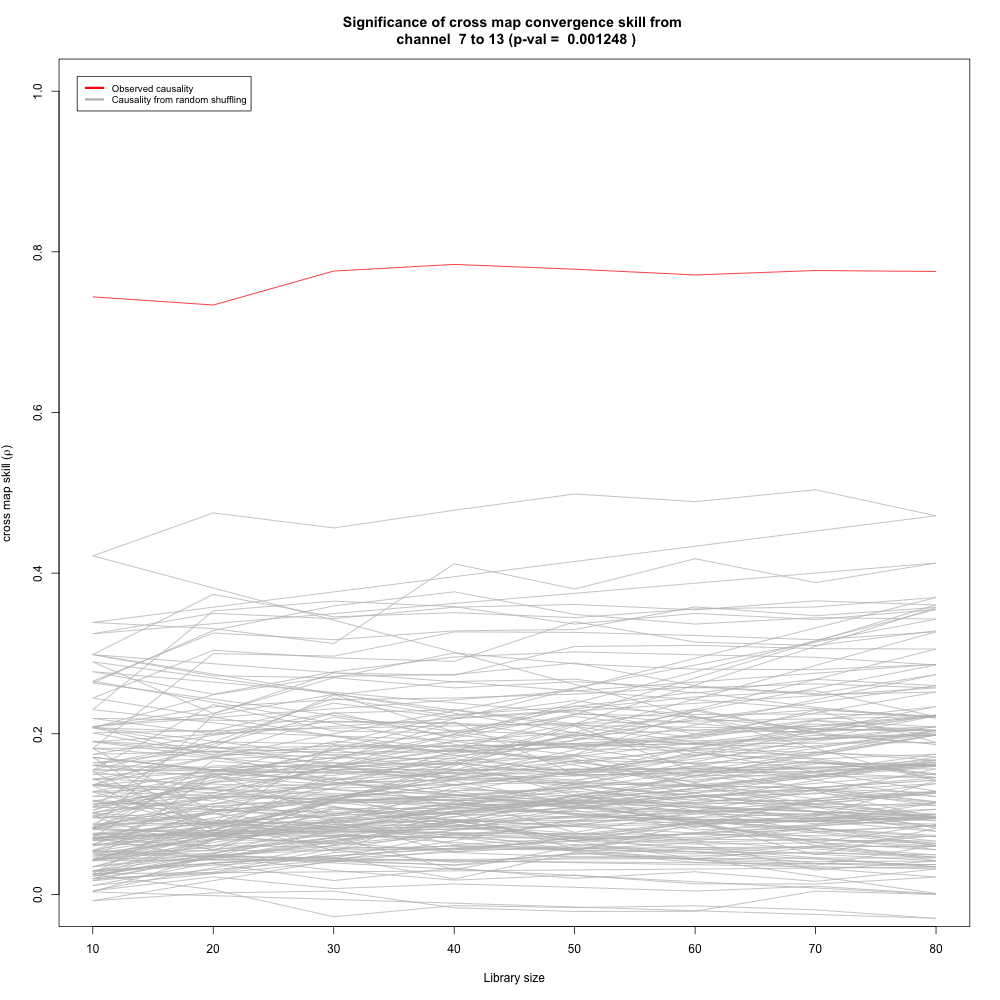 Significance of cross map convergence skill from
channel  7 to 13 (p-val =  0.001248 )
Observed causality
Causality from random shuffling
cross map skill (ρ)
1.0
0.8
0.6
0.4
0.2
0.0
10 20 30 40 50 60 70 80
Library size